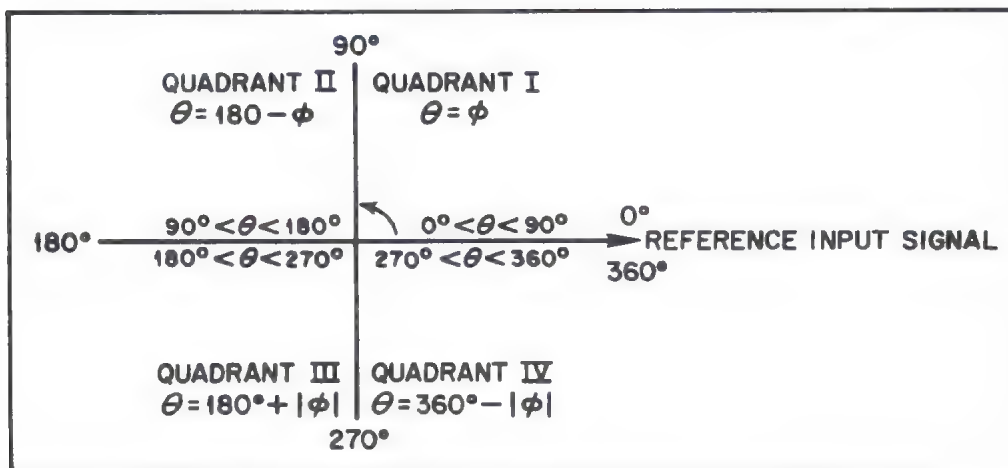 90°
QUADRANT II
θ=180-ϕ
QUADRANT I
θ=ϕ
90°<θ<180°
0°<θ<90°
0°
180°
REFERENCE INPUT SIGNAL
180°<θ<270°
270°<θ<360°
360°
QUADRANT III
θ=180°+|ϕ|
QUADRANT IV
θ=360°-|ϕ|
270°